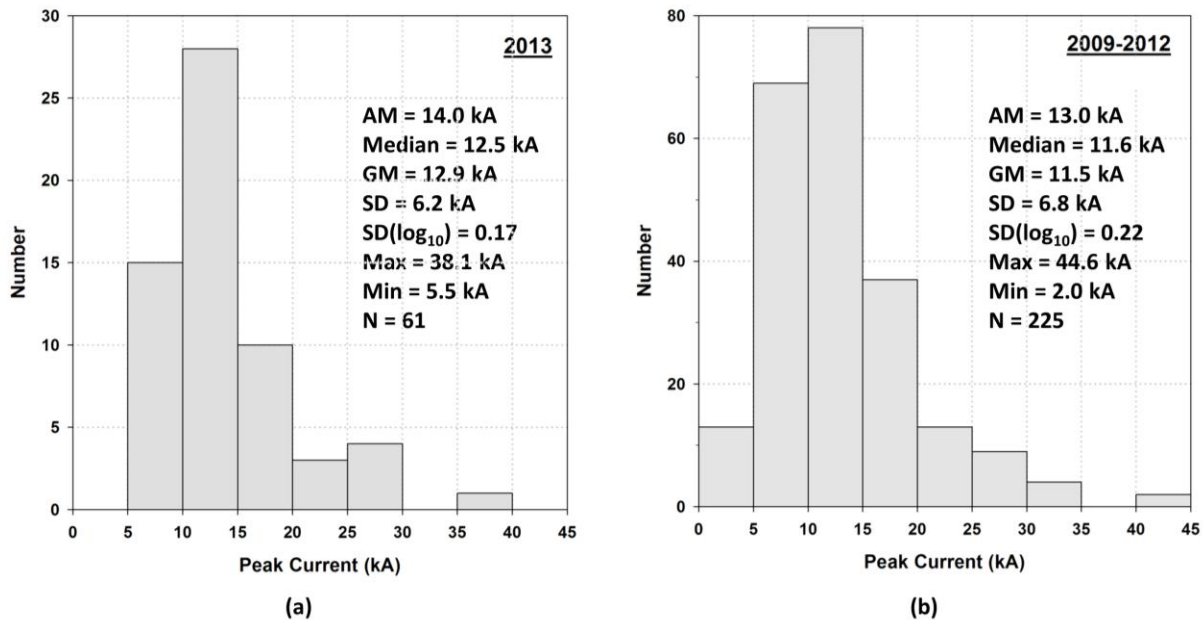 2013
AM = 14.0 kA
Median = 12.5 kA
GM = 12.9 kA
SD = 6.2 kA
SD(log₁₀) = 0.17
Max = 38.1 kA
Min = 5.5 kA
N = 61
30
25
20
15
10
5
0
Number
0 5 10 15 20 25 30 35 40 45
Peak Current (kA)
(a)
2009-2012
AM = 13.0 kA
Median = 11.6 kA
GM = 11.5 kA
SD = 6.8 kA
SD(log₁₀) = 0.22
Max = 44.6 kA
Min = 2.0 kA
N = 225
80
60
40
20
0
Number
0 5 10 15 20 25 30 35 40 45
Peak Current (kA)
(b)